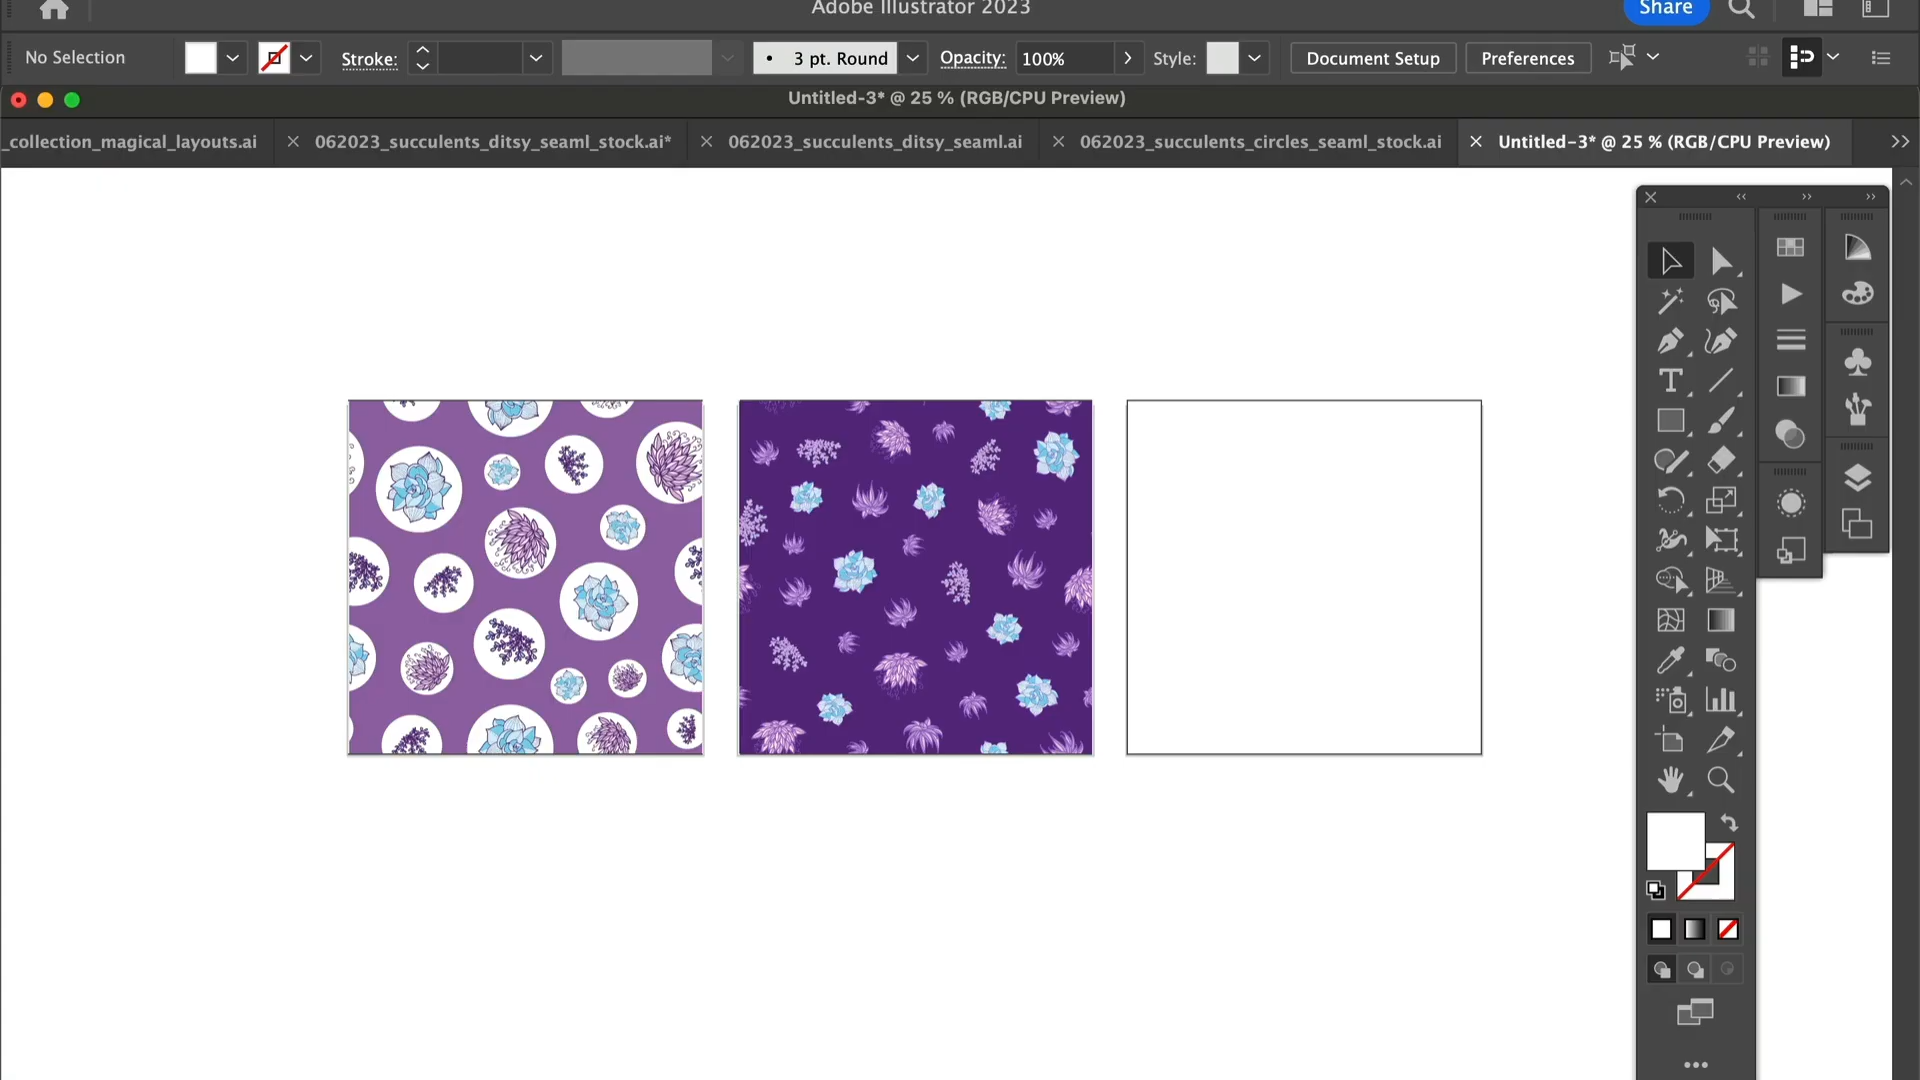 Adobe Illustrator 2023
Share
No Selection
Stroke:
3 pt. Round
Opacity:
100%
Style:
Document Setup
Preferences
Untitled-3* @ 25 % (RGB/CPU Preview)
_collection_magical_layouts.ai
062023_succulents_ditsy_seaml_stock.ai*
062023_succulents_ditsy_seaml.ai
062023_succulents_circles_seaml_stock.ai
Untitled-3* @ 25 % (RGB/CPU Preview)